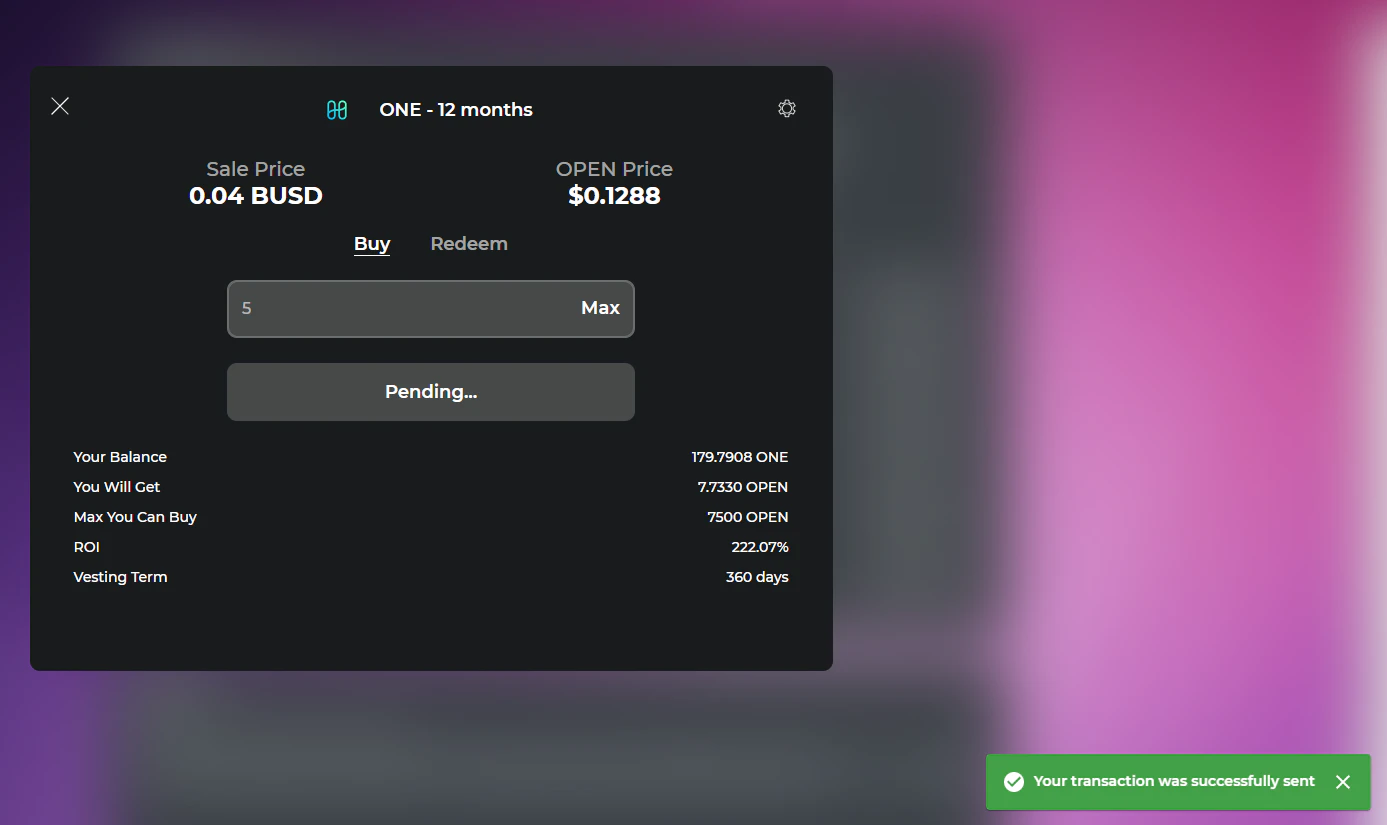 ONE - 12 months
Sale Price
0.04 BUSD
OPEN Price
$0.1288
Buy
Redeem
5
Max
Pending...
Your Balance
179.7908 ONE
You Will Get
7.7330 OPEN
Max You Can Buy
7500 OPEN
ROI
222.07%
Vesting Term
360 days
Your transaction was successfully sent